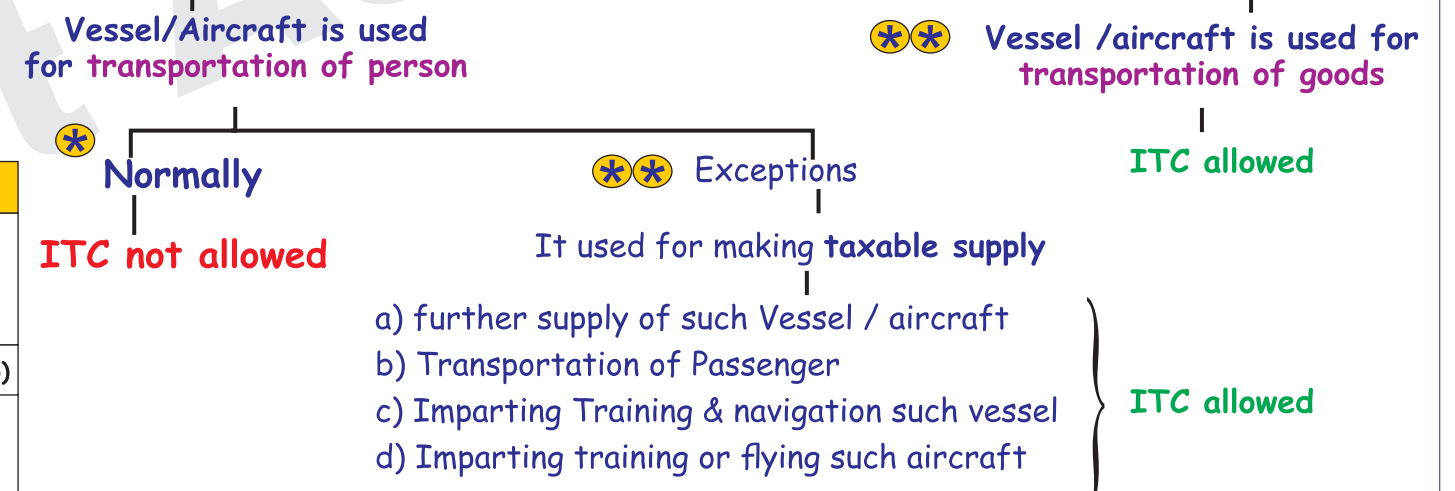 Vessel/Aircraft is used
for transportation of person
** Vessel /aircraft is used for
transportation of goods
ITC allowed
* Normally
ITC not allowed
** Exceptions
It used for making taxable supply
a) further supply of such Vessel / aircraft
b) Transportation of Passenger
c) Imparting Training & navigation such vessel
d) Imparting training or flying such aircraft
ITC allowed
)